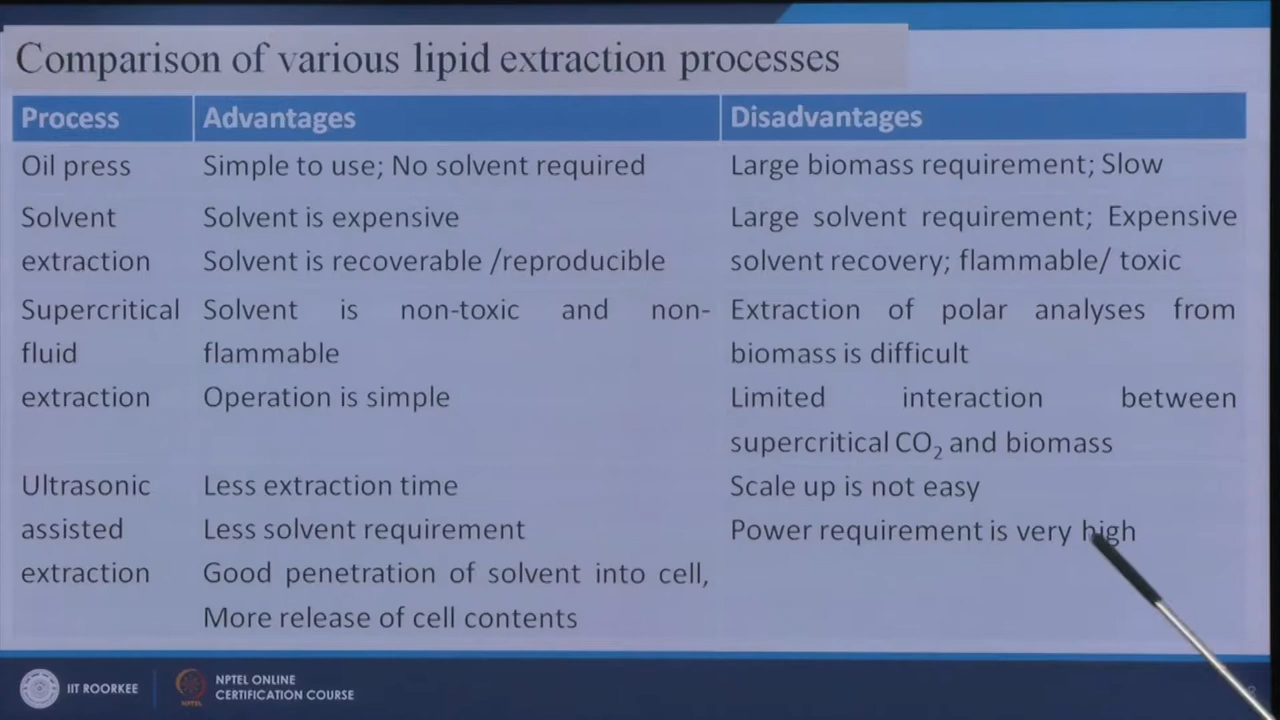 Comparison of various lipid extraction processes
Process Advantages Disadvantages
Oil press Simple to use; No solvent required Large biomass requirement; Slow
Solvent Solvent is expensive Large solvent requirement; Expensive
extraction Solvent is recoverable /reproducible solvent recovery; flammable/ toxic
Supercritical Solvent is non-toxic and non- Extraction of polar analyses from
fluid flammable biomass is difficult
extraction Operation is simple Limited interaction between
supercritical CO₂ and biomass
Ultrasonic Less extraction time Scale up is not easy
assisted Less solvent requirement Power requirement is very high
extraction Good penetration of solvent into cell,
More release of cell contents
IIT ROORKEE
NPTEL ONLINE
CERTIFICATION COURSE